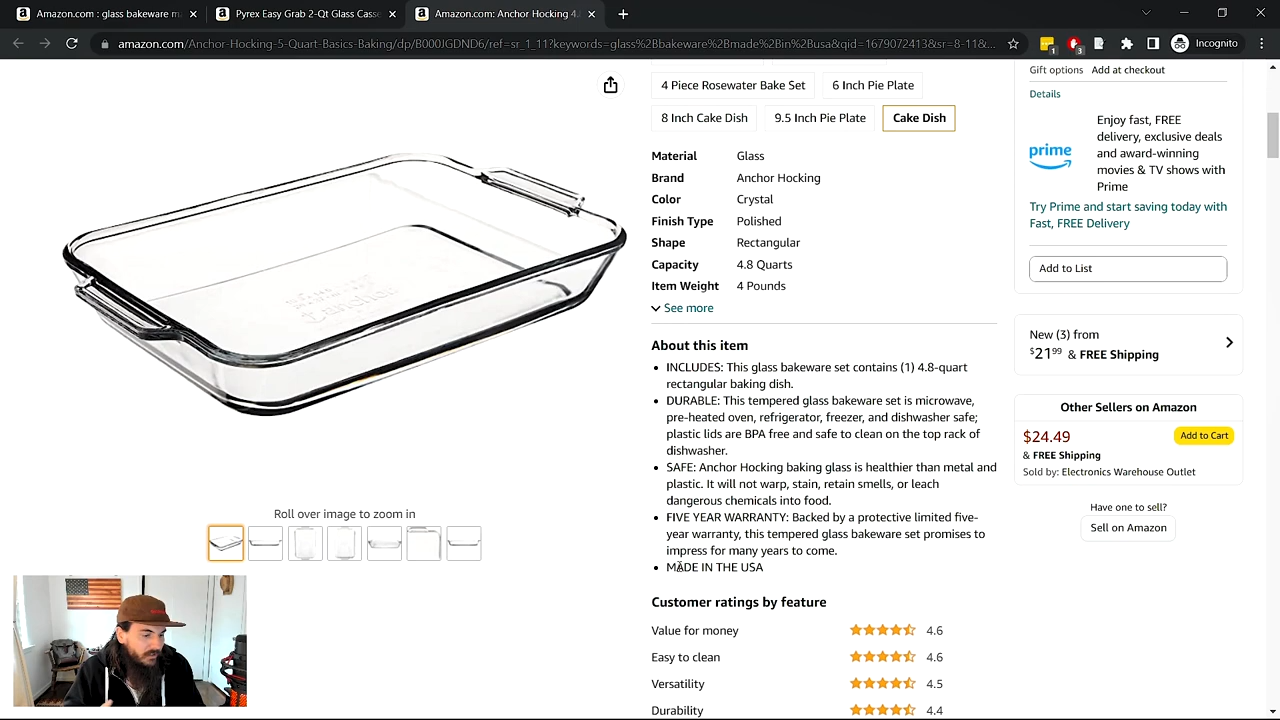 Amazon.com : glass bakeware m
Pyrex Easy Grab 2-Qt Glass Casse
Amazon.com: Anchor Hocking 4.
amazon.com/Anchor-Hocking-5-Quart-Basics-Baking/dp/B000JGDND6/ref=sr_1_11?keywords=glass%2Bbakeware%2Bmade%2Bin%2Busa&qid=1679072413&sr=8-11&...
1
3
Incognito
4 Piece Rosewater Bake Set
6 Inch Pie Plate
8 Inch Cake Dish
9.5 Inch Pie Plate
Cake Dish
Material Glass
Brand Anchor Hocking
Color Crystal
Finish Type Polished
Shape Rectangular
Capacity 4.8 Quarts
Item Weight 4 Pounds
See more
About this item
• INCLUDES: This glass bakeware set contains (1) 4.8-quart
rectangular baking dish.
• DURABLE: This tempered glass bakeware set is microwave,
pre-heated oven, refrigerator, freezer, and dishwasher safe;
plastic lids are BPA free and safe to clean on the top rack of
dishwasher.
• SAFE: Anchor Hocking baking glass is healthier than metal and
plastic. It will not warp, stain, retain smells, or leach
dangerous chemicals into food.
• FIVE YEAR WARRANTY: Backed by a protective limited five-
year warranty, this tempered glass bakeware set promises to
impress for many years to come.
• MADE IN THE USA
Customer ratings by feature
Value for money 4.6
Easy to clean 4.6
Versatility 4.5
Durability 4.4
Roll over image to zoom in
Gift options Add at checkout
Details
prime
Enjoy fast, FREE
delivery, exclusive deals
and award-winning
movies & TV shows with
Prime
Try Prime and start saving today with
Fast, FREE Delivery
Add to List
New (3) from
$21.99 & FREE Shipping
Other Sellers on Amazon
$24.49
Add to Cart
& FREE Shipping
Sold by: Electronics Warehouse Outlet
Have one to sell?
Sell on Amazon